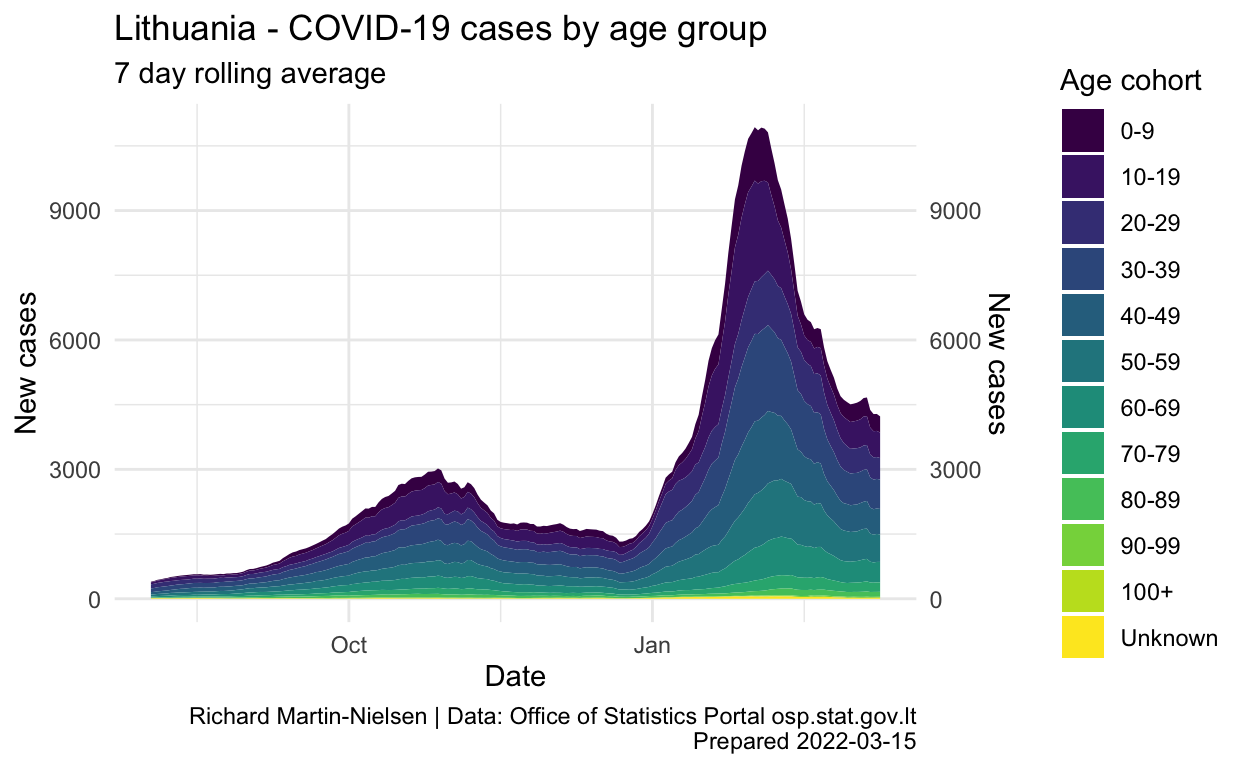 Lithuania - COVID-19 cases by age group
7 day rolling average
New cases
9000
6000
3000
0
9000
6000
3000
0
New cases
Oct
Jan
Date
Age cohort
0-9
10-19
20-29
30-39
40-49
50-59
60-69
70-79
80-89
90-99
100+
Unknown
Richard Martin-Nielsen | Data: Office of Statistics Portal osp.stat.gov.lt
Prepared 2022-03-15